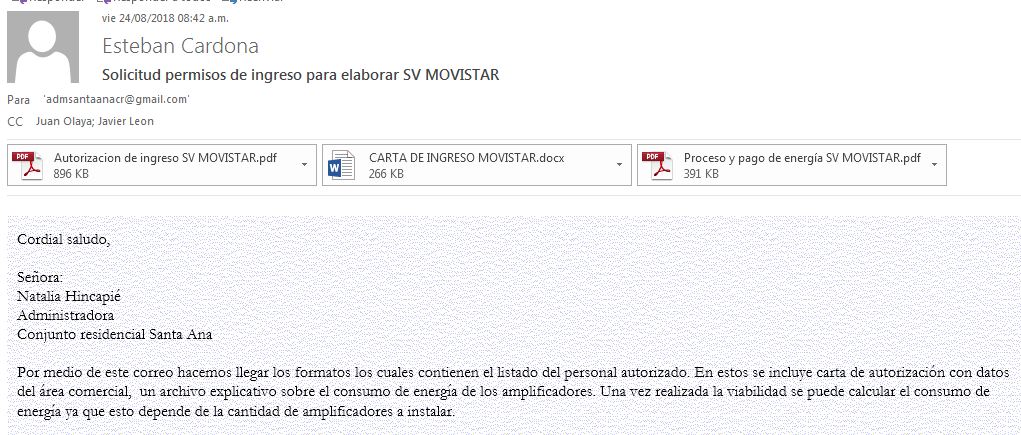 Responder Responder a todos Reenviar
vie 24/08/2018 08:42 a.m.
Esteban Cardona
Solicitud permisos de ingreso para elaborar SV MOVISTAR
Para 'admsantaanacr@gmail.com'
CC Juan Olaya; Javier Leon
PDF Autorizacion de ingreso SV MOVISTAR.pdf
896 KB
W CARTA DE INGRESO MOVISTAR.docx
266 KB
PDF Proceso y pago de energía SV MOVISTAR.pdf
391 KB
Cordial saludo,
Señora:
Natalia Hincapié
Administradora
Conjunto residencial Santa Ana
Por medio de este correo hacemos llegar los formatos los cuales contienen el listado del personal autorizado. En estos se incluye carta de autorización con datos
del área comercial, un archivo explicativo sobre el consumo de energía de los amplificadores. Una vez realizada la viabilidad se puede calcular el consumo de
energía ya que esto depende de la cantidad de amplificadores a instalar.